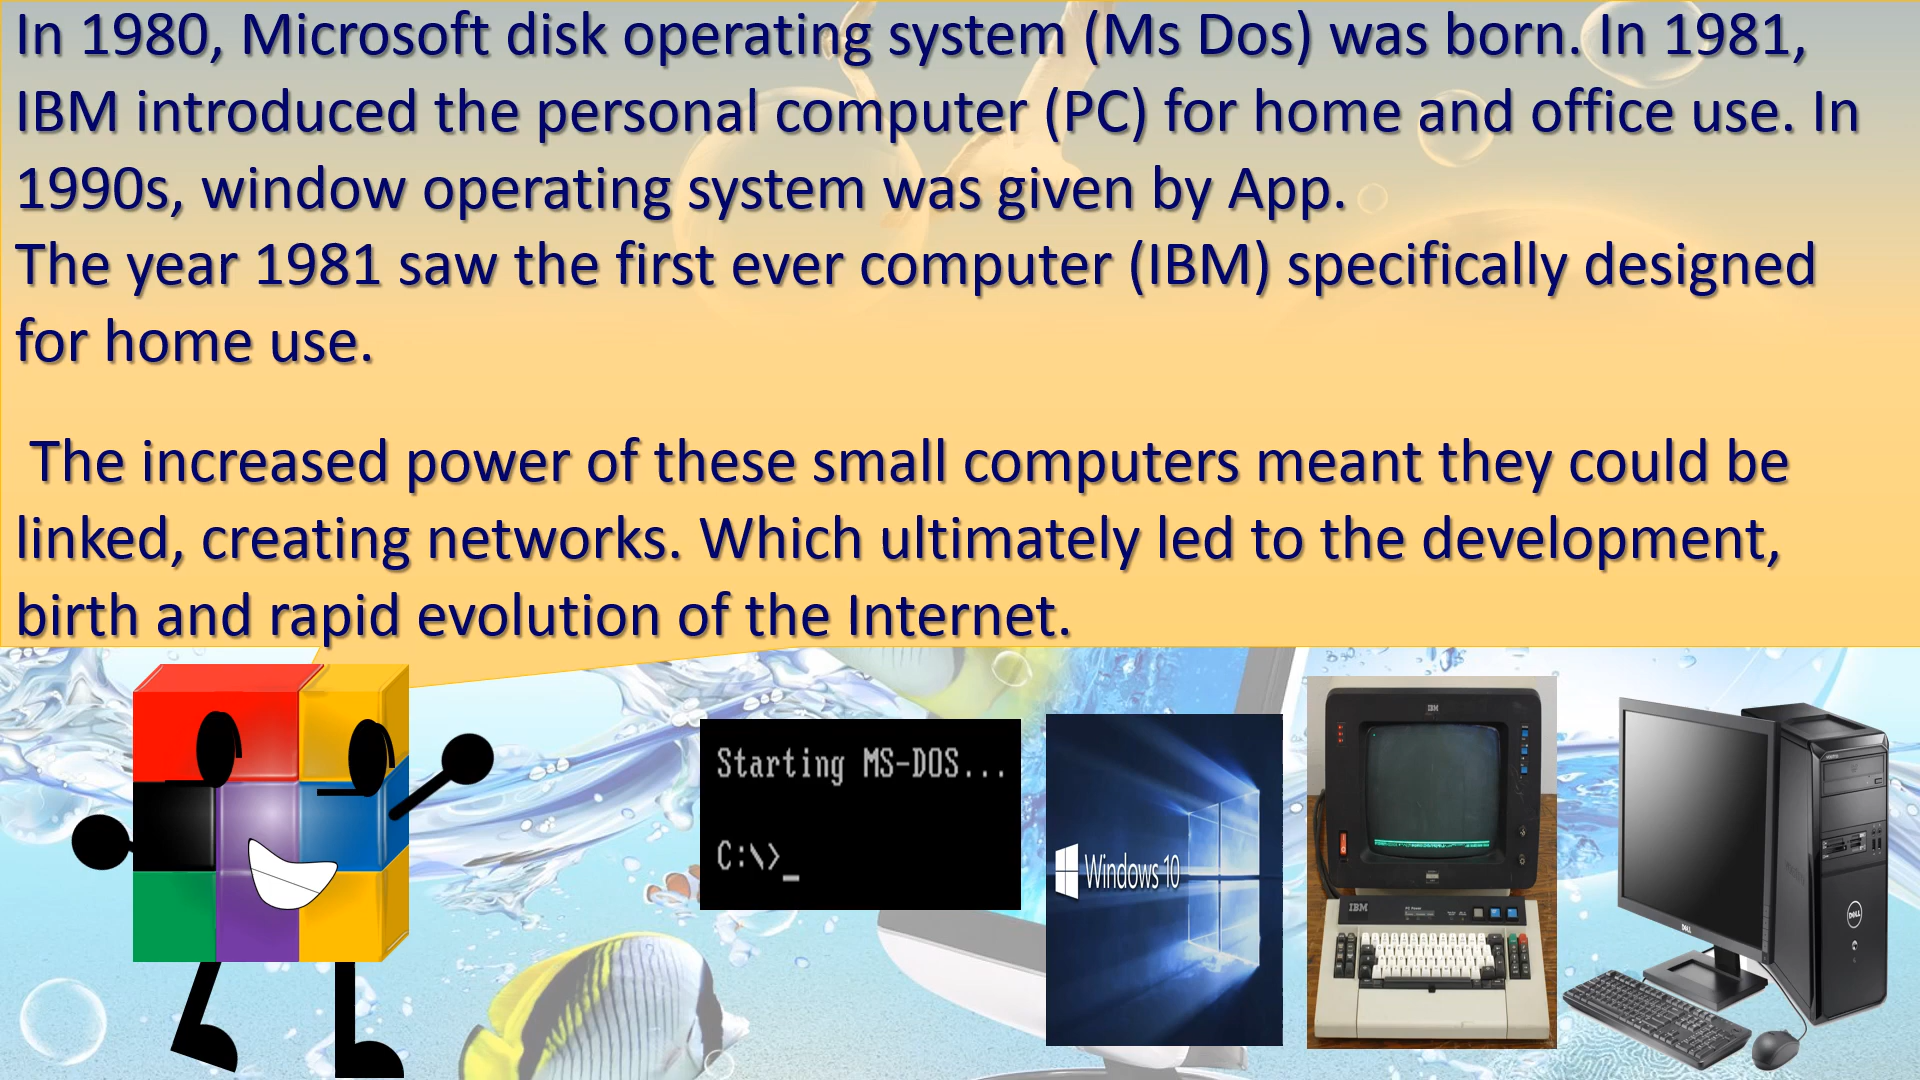 In 1980, Microsoft disk operating system (Ms Dos) was born. In 1981,
IBM introduced the personal computer (PC) for home and office use. In
1990s, window operating system was given by App.
The year 1981 saw the first ever computer (IBM) specifically designed
for home use.
The increased power of these small computers meant they could be
linked, creating networks. Which ultimately led to the development,
birth and rapid evolution of the Internet.
Starting MS-DOS...
C:\>_
Windows 10
IBM
IBM
DELL
DELL